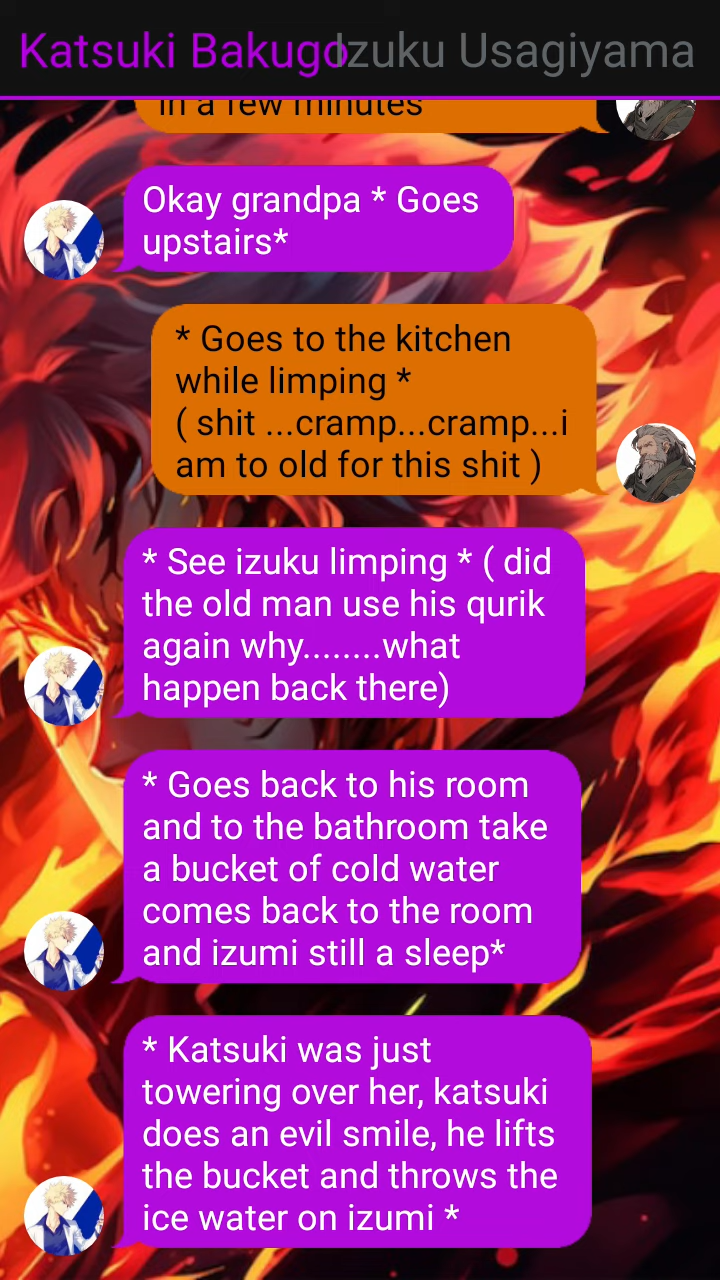 Katsuki Bakugo Izuku Usagiyama
in a few minutes
Okay grandpa * Goes
upstairs*
* Goes to the kitchen
while limping *
( shit ...cramp...cramp...i
am to old for this shit )
* See izuku limping * ( did
the old man use his qurik
again why........what
happen back there)
* Goes back to his room
and to the bathroom take
a bucket of cold water
comes back to the room
and izumi still a sleep*
* Katsuki was just
towering over her, katsuki
does an evil smile, he lifts
the bucket and throws the
ice water on izumi *